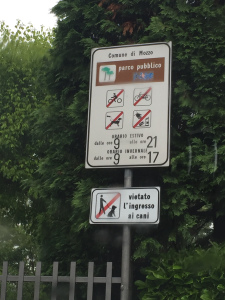 Comune di Mozzo
parco pubblico
ORARIO ESTIVO
dalle ore 9 alle ore 21
ORARIO INVERNALE
dalle ore 9 alle ore 17
vietato
l'ingresso
ai cani